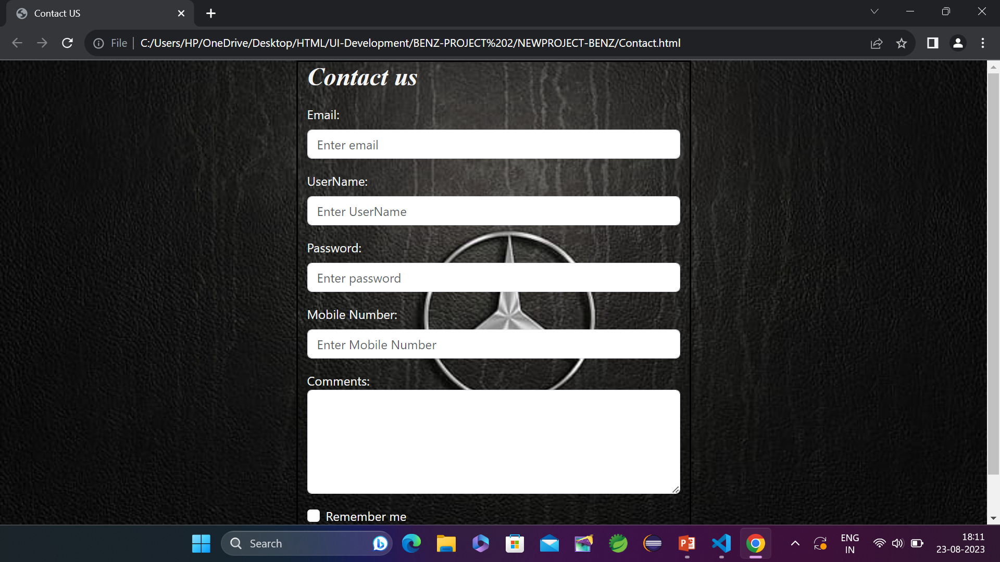 Contact US
File
C:/Users/HP/OneDrive/Desktop/HTML/UI-Development/BENZ-PROJECT%202/NEWPROJECT-BENZ/Contact.html
Contact us
Email:
Enter email
UserName:
Enter UserName
Password:
Enter password
Mobile Number:
Enter Mobile Number
Comments:
Remember me
Search
ENG
IN
18:11
23-08-2023